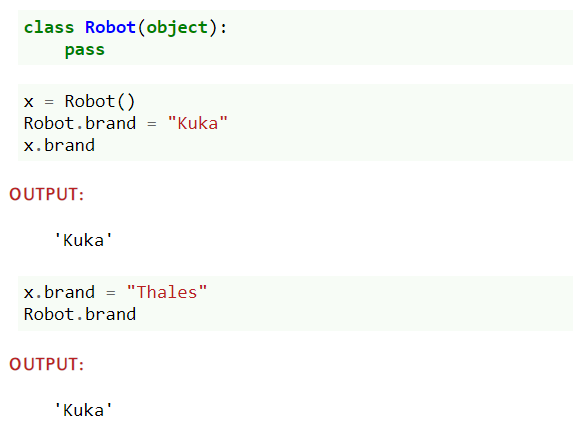 class Robot(object):
    pass
x = Robot()
Robot.brand = "Kuka"
x.brand
OUTPUT:
'Kuka'
x.brand = "Thales"
Robot.brand
OUTPUT:
'Kuka'